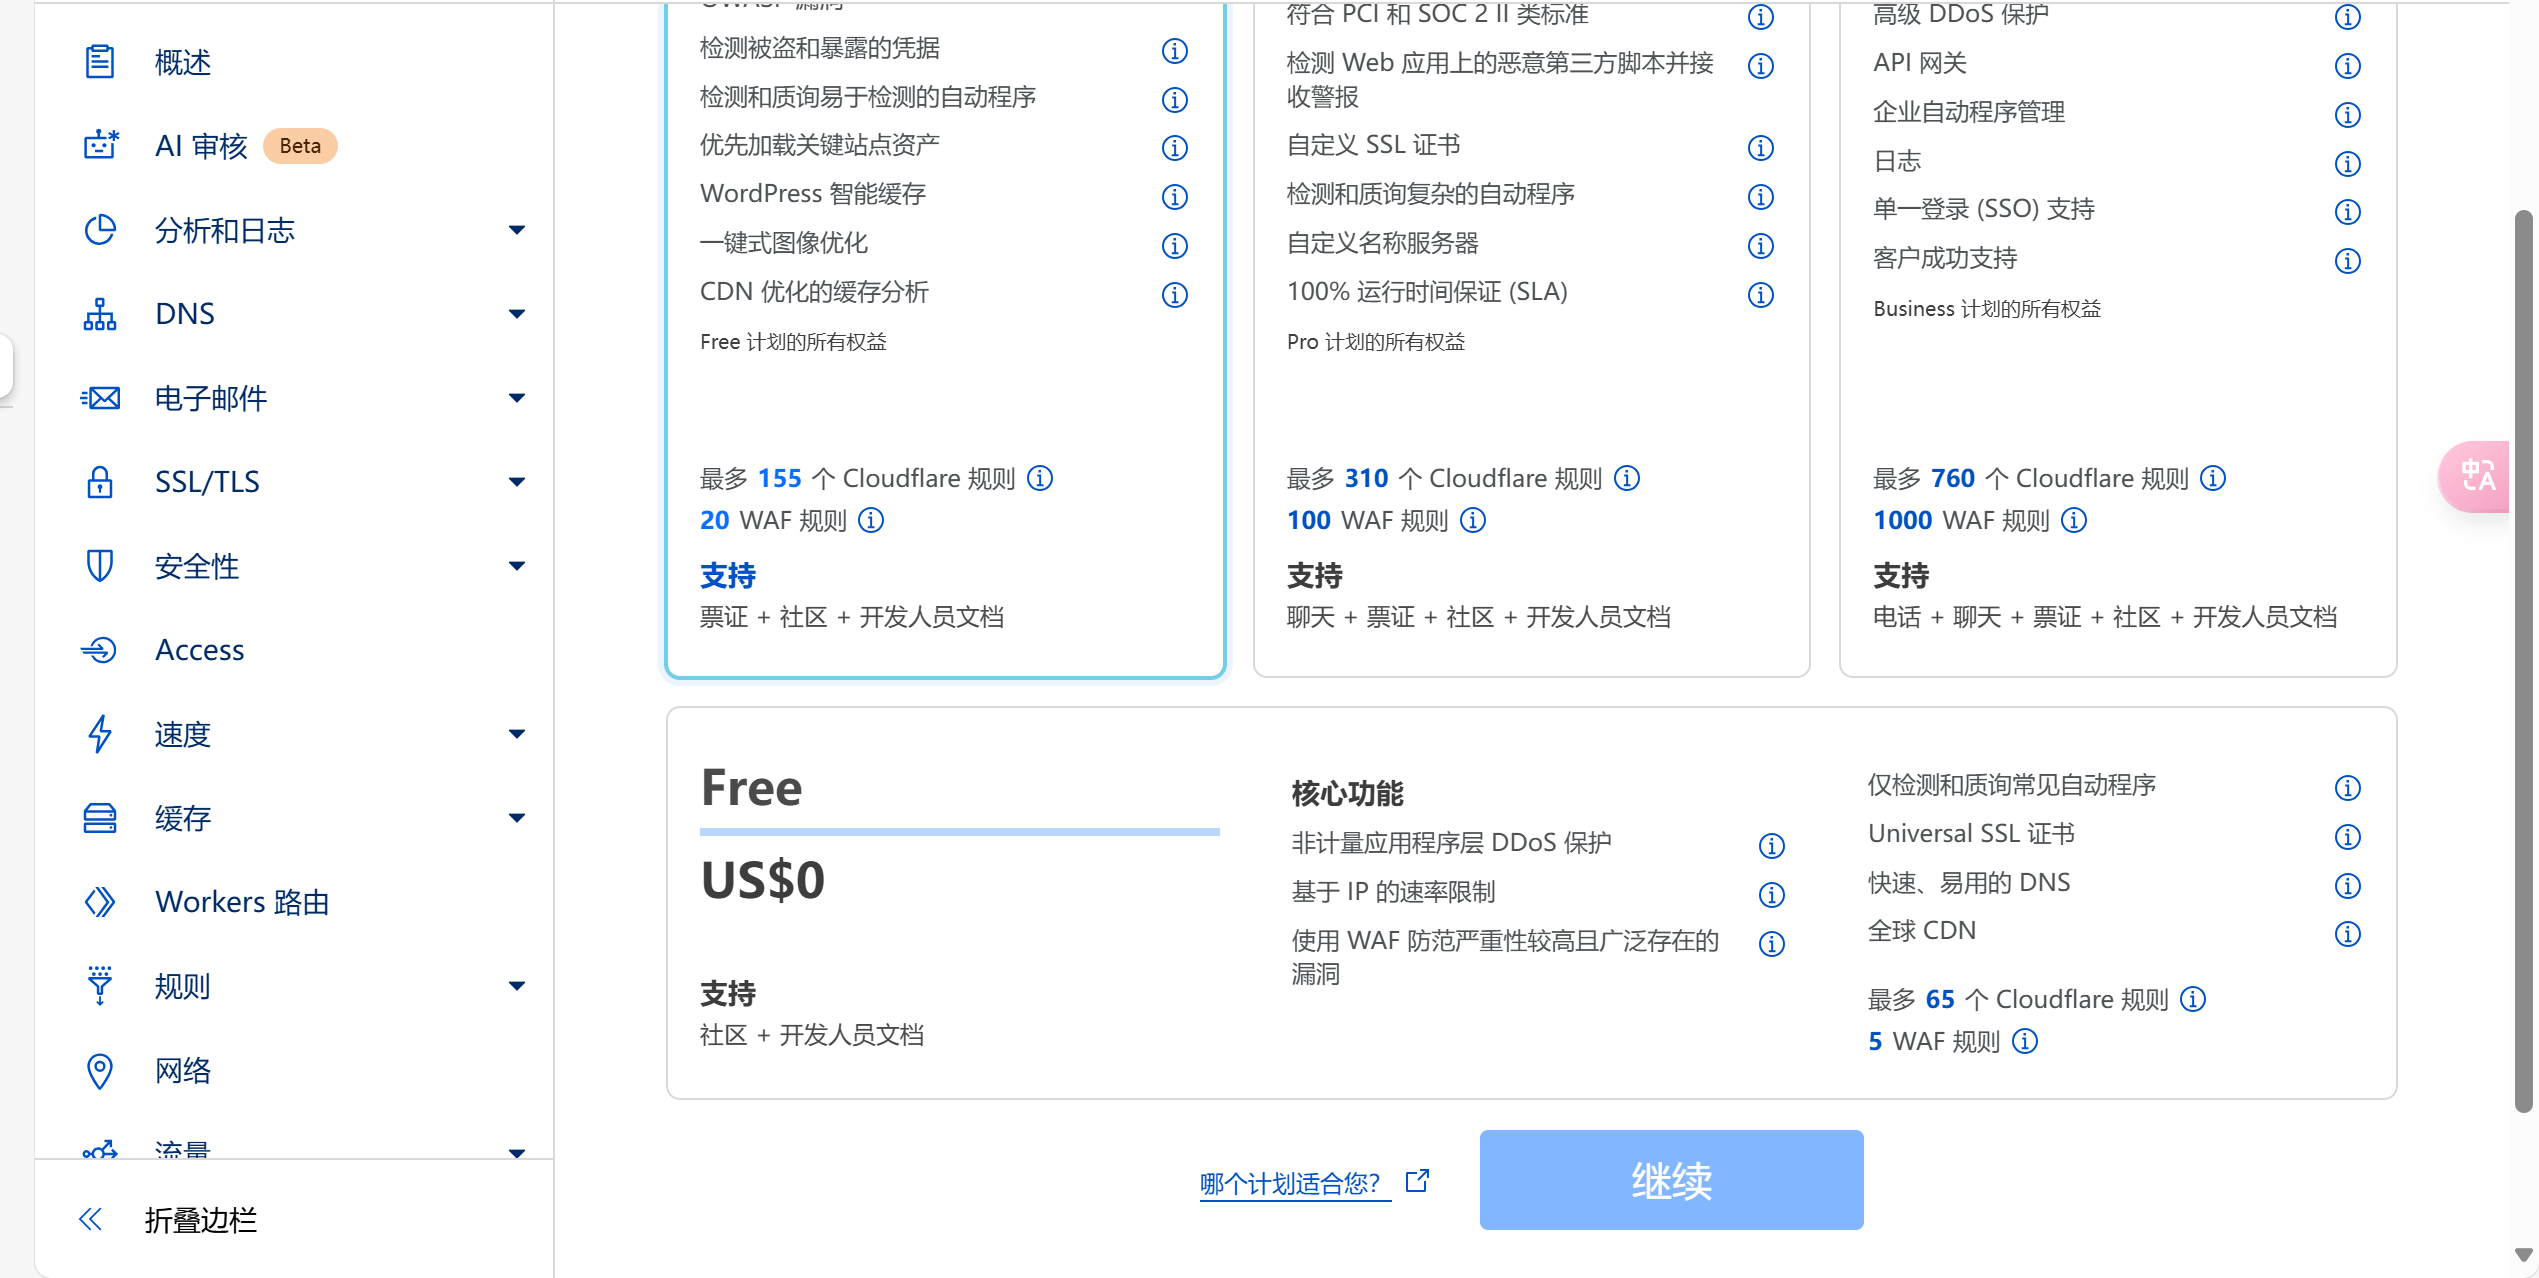 概述
AI 审核 Beta
分析和日志
DNS
电子邮件
SSL/TLS
安全性
Access
速度
缓存
Workers 路由
规则
网络
流量
折叠边栏
OWASP 漏洞
检测被盗和暴露的凭据
检测和质询易于检测的自动程序
优先加载关键站点资产
WordPress 智能缓存
一键式图像优化
CDN 优化的缓存分析
Free 计划的所有权益
最多 155 个 Cloudflare 规则
20 WAF 规则
支持
票证 + 社区 + 开发人员文档
符合 PCI 和 SOC 2 II 类标准
检测 Web 应用上的恶意第三方脚本并接
收警报
自定义 SSL 证书
检测和质询复杂的自动程序
自定义名称服务器
100% 运行时间保证 (SLA)
Pro 计划的所有权益
最多 310 个 Cloudflare 规则
100 WAF 规则
支持
聊天 + 票证 + 社区 + 开发人员文档
高级 DDoS 保护
API 网关
企业自动程序管理
日志
单一登录 (SSO) 支持
客户成功支持
Business 计划的所有权益
最多 760 个 Cloudflare 规则
1000 WAF 规则
支持
电话 + 聊天 + 票证 + 社区 + 开发人员文档
Free
US$0
支持
社区 + 开发人员文档
核心功能
非计量应用程序层 DDoS 保护
基于 IP 的速率限制
使用 WAF 防范严重性较高且广泛存在的
漏洞
仅检测和质询常见自动程序
Universal SSL 证书
快速、易用的 DNS
全球 CDN
最多 65 个 Cloudflare 规则
5 WAF 规则
哪个计划适合您?
继续
中A